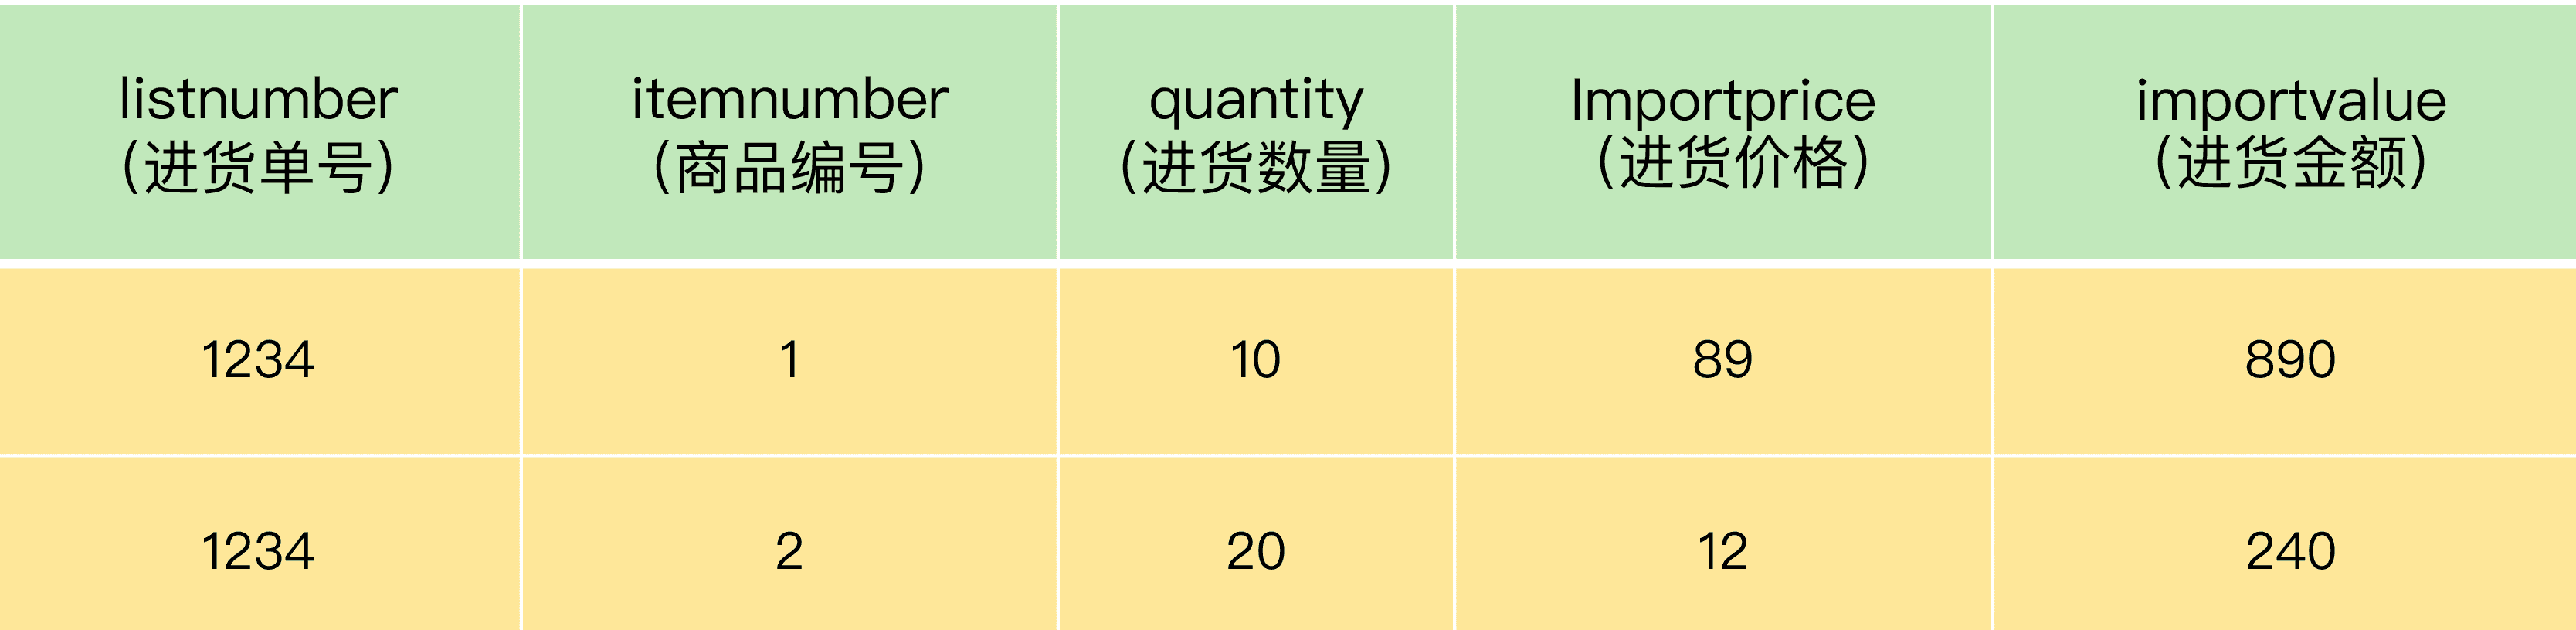 listnumber itemnumber quantity Importprice importvalue
（进货单号） （商品编号） （进货数量） （进货价格） （进货金额）
1234 1 10 89 890
1234 2 20 12 240